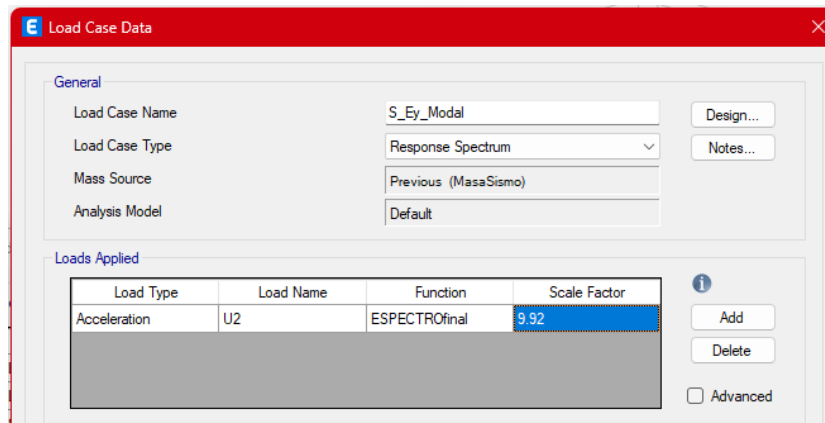 E Load Case Data
General
Load Case Name S_Ey_Modal Design...
Load Case Type Response Spectrum Notes...
Mass Source Previous (MasaSismo)
Analysis Model Default
Loads Applied
Load Type Load Name Function Scale Factor
Acceleration U2 ESPECTROfinal 9.92 Add
Delete
Advanced